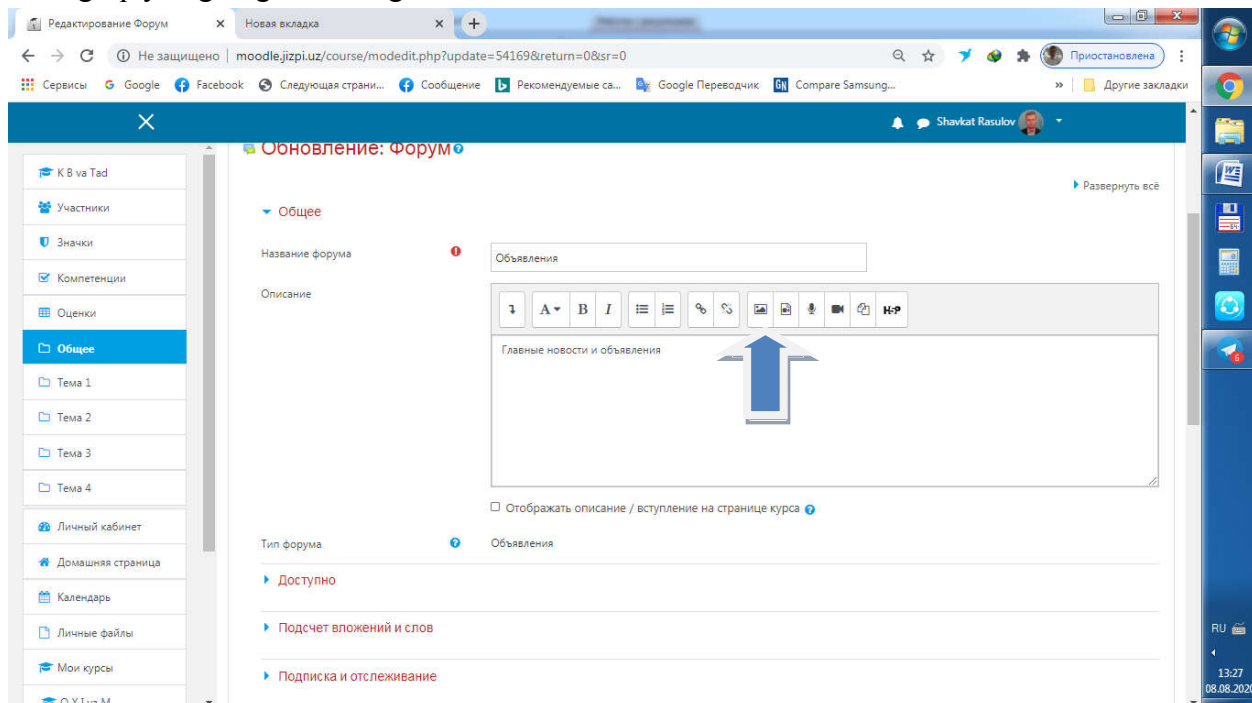 Редактирование Форум
Новая вкладка
Не защищено
moodle.jizpi.uz/course/modedit.php?update=54169&return=0&sr=0
Приостановлена
Сервисы
Google
Facebook
Следующая страни...
Сообщение
Рекомендуемые са...
Google Переводчик
GN Compare Samsung...
»
Другие закладки
Shavkat Rasulov
K B va Tad
Участники
Значки
Компетенции
Оценки
Общее
Тема 1
Тема 2
Тема 3
Тема 4
Личный кабинет
Домашняя страница
Календарь
Личные файлы
Мои курсы
Обновление: Форум
Развернуть всё
Общее
Название форума
Объявления
Описание
A B I H-P
Главные новости и объявления
Отображать описание / вступление на странице курса
Тип форума
Объявления
Доступно
Подсчет вложений и слов
Подписка и отслеживание
64
6
RU
13:27
08.08.202